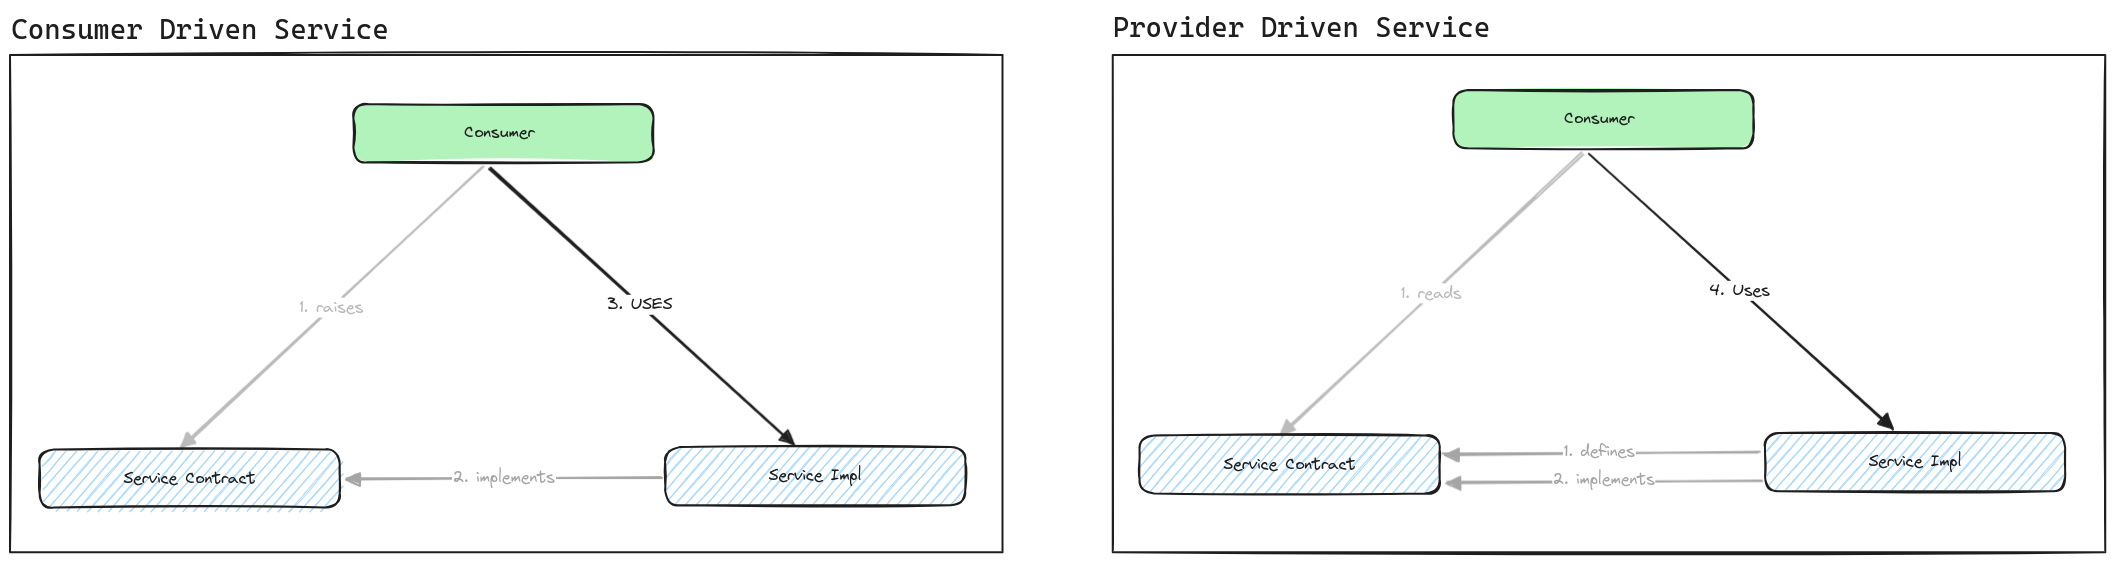 Consumer Driven Service
Consumer
1. raises
3. USES
Service Contract
2. implements
Service Impl
Provider Driven Service
Consumer
1. reads
4. Uses
Service Contract
1. defines
2. implements
Service Impl